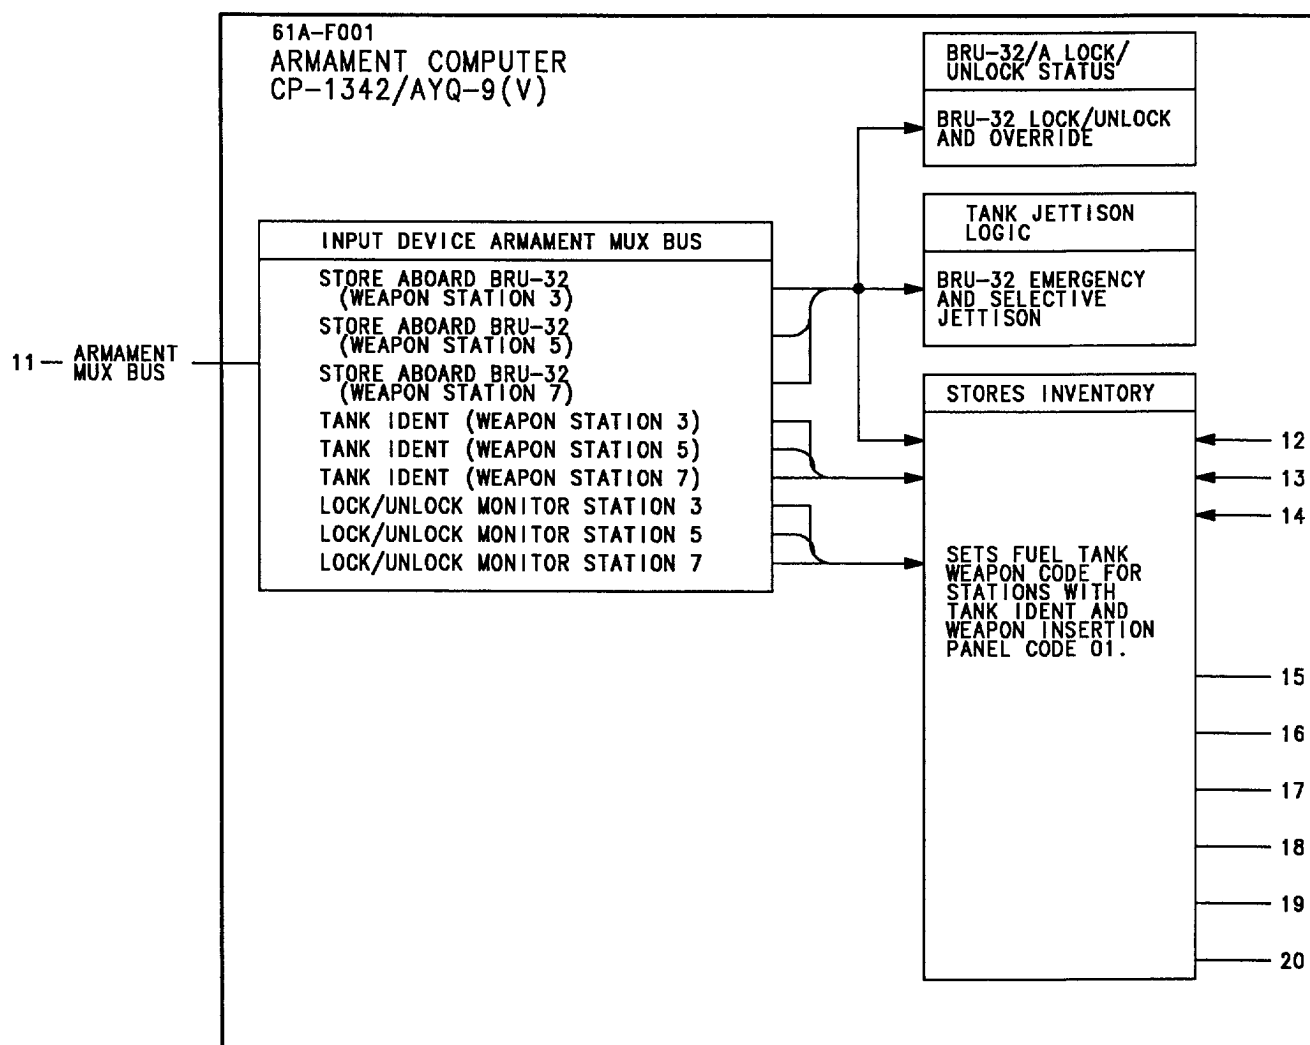 61A-F001
ARMAMENT COMPUTER
CP-1342/AYQ-9(V)
BRU-32/A LOCK/
UNLOCK STATUS
BRU-32 LOCK/UNLOCK
AND OVERRIDE
TANK JETTISON
LOGIC
BRU-32 EMERGENCY
AND SELECTIVE
JETTISON
INPUT DEVICE ARMAMENT MUX BUS
STORE ABOARD BRU-32
(WEAPON STATION 3)
STORE ABOARD BRU-32
(WEAPON STATION 5)
STORE ABOARD BRU-32
(WEAPON STATION 7)
TANK IDENT (WEAPON STATION 3)
TANK IDENT (WEAPON STATION 5)
TANK IDENT (WEAPON STATION 7)
LOCK/UNLOCK MONITOR STATION 3
LOCK/UNLOCK MONITOR STATION 5
LOCK/UNLOCK MONITOR STATION 7
11 ARMAMENT
MUX BUS
STORES INVENTORY
SETS FUEL TANK
WEAPON CODE FOR
STATIONS WITH
TANK IDENT AND
WEAPON INSERTION
PANEL CODE 01.
12
13
14
15
16
17
18
19
20